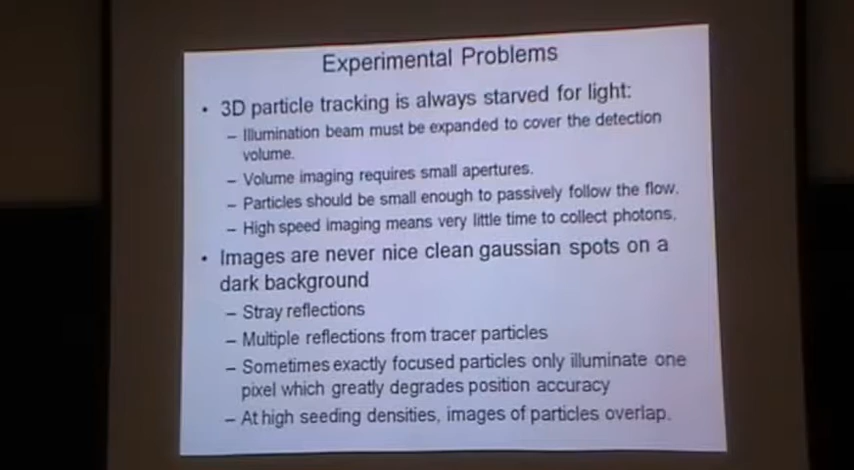 Experimental Problems
• 3D particle tracking is always starved for light:
– Illumination beam must be expanded to cover the detection
volume.
– Volume imaging requires small apertures.
– Particles should be small enough to passively follow the flow.
– High speed imaging means very little time to collect photons.
• Images are never nice clean gaussian spots on a
dark background
– Stray reflections
– Multiple reflections from tracer particles
– Sometimes exactly focused particles only illuminate one
pixel which greatly degrades position accuracy
– At high seeding densities, images of particles overlap.